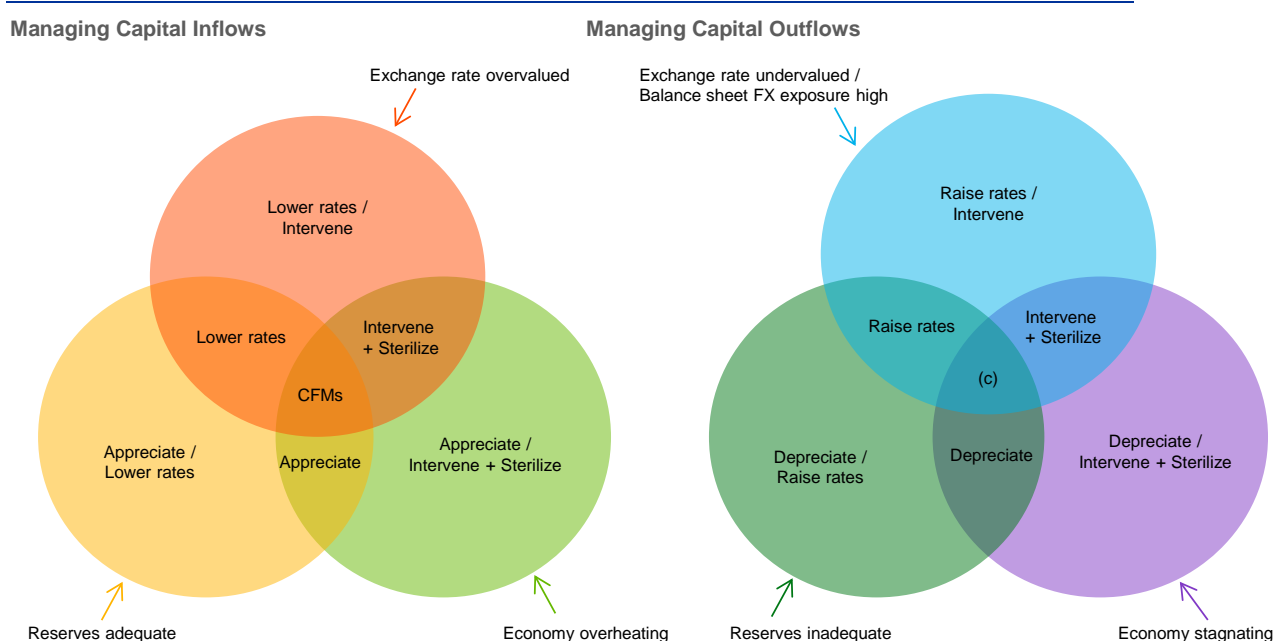 Managing Capital Inflows
Exchange rate overvalued
Lower rates /
Intervene
Lower rates
Intervene
+ Sterilize
CFMs
Appreciate /
Lower rates
Appreciate
Appreciate /
Intervene + Sterilize
Reserves adequate
Economy overheating
Managing Capital Outflows
Exchange rate undervalued /
Balance sheet FX exposure high
Raise rates /
Intervene
Raise rates
Intervene
+ Sterilize
(c)
Depreciate /
Raise rates
Depreciate
Depreciate /
Intervene + Sterilize
Reserves inadequate
Economy stagnating